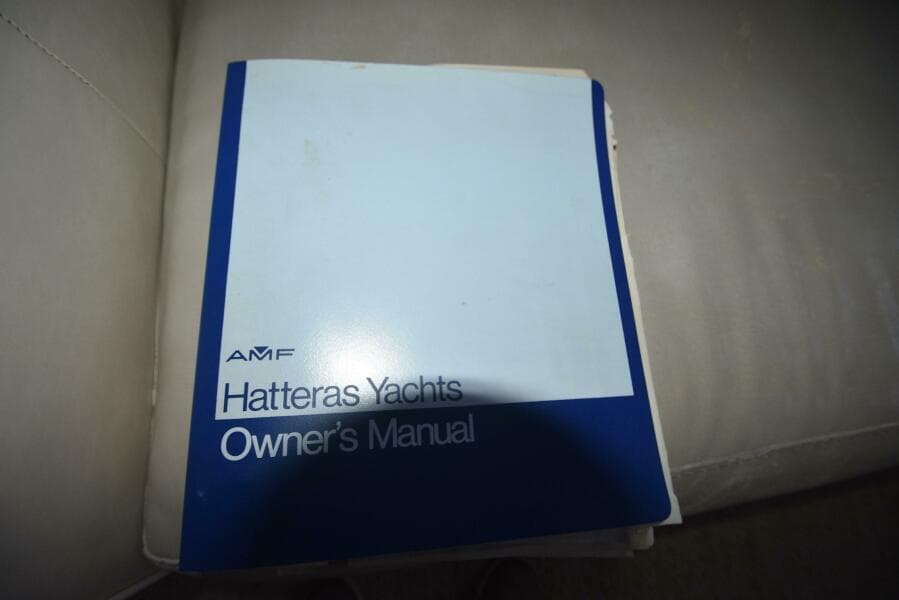 AMF
Hatteras Yachts
Owner's Manual